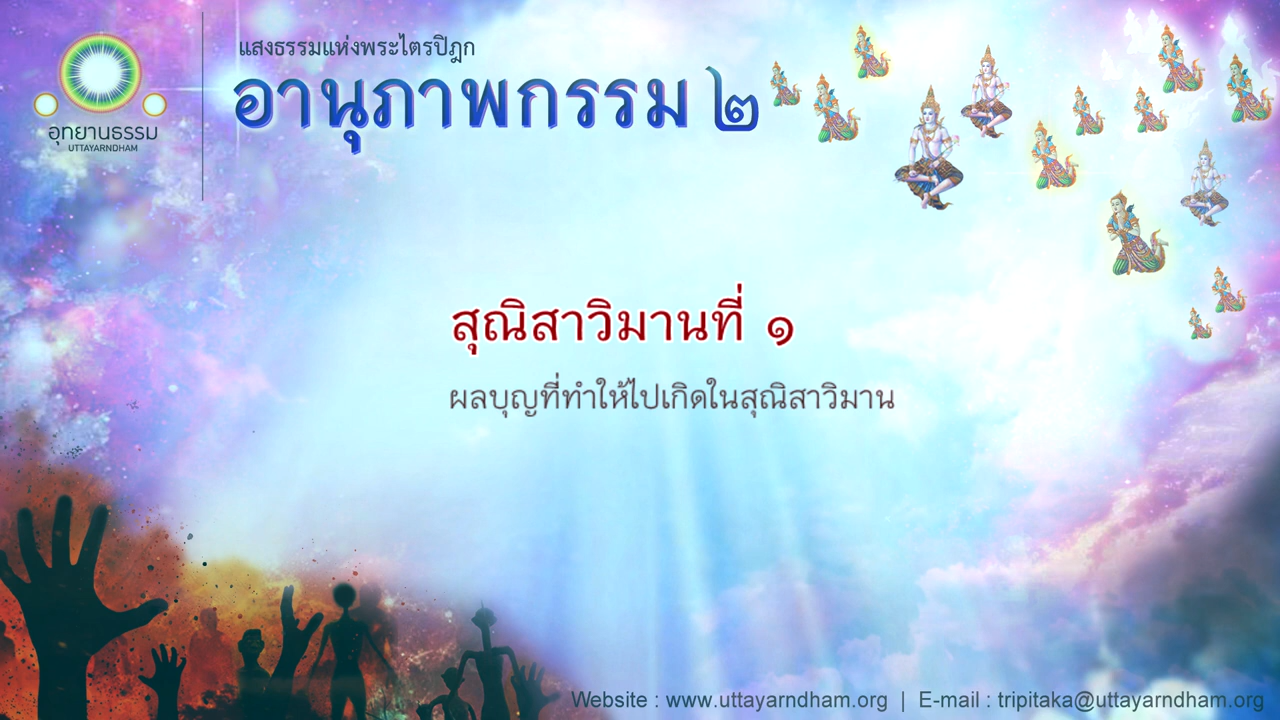 แสงธรรมแห่งพระไตรปิฎก
อานุภาพกรรม ๒
อุทยานธรรม
UTTAYARNDHAM
สุณิสาวิมานที่ ๑
ผลบุญที่ทำให้ไปเกิดในสุณิสาวิมาน
Website : www.uttayarndham.org | E-mail : tripitaka@uttayarndham.org